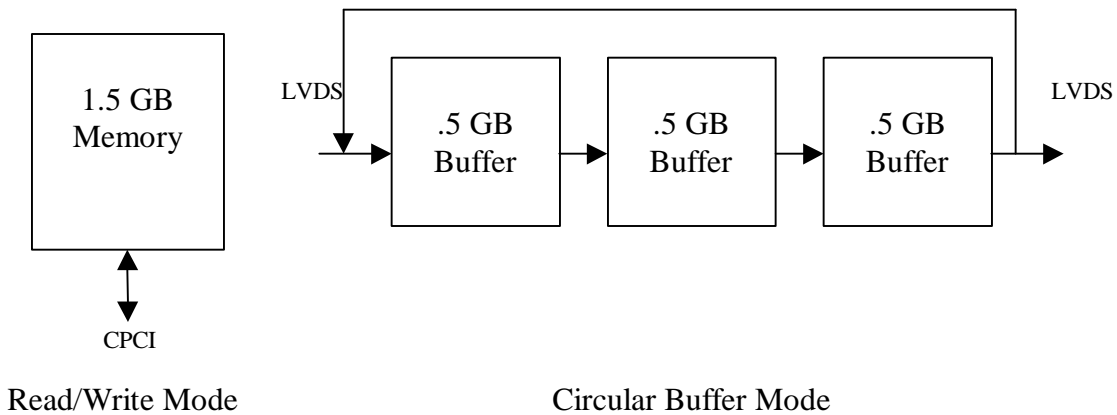 1.5 GB
Memory
CPCI
Read/Write Mode
LVDS
.5 GB
Buffer
.5 GB
Buffer
.5 GB
Buffer
LVDS
Circular Buffer Mode